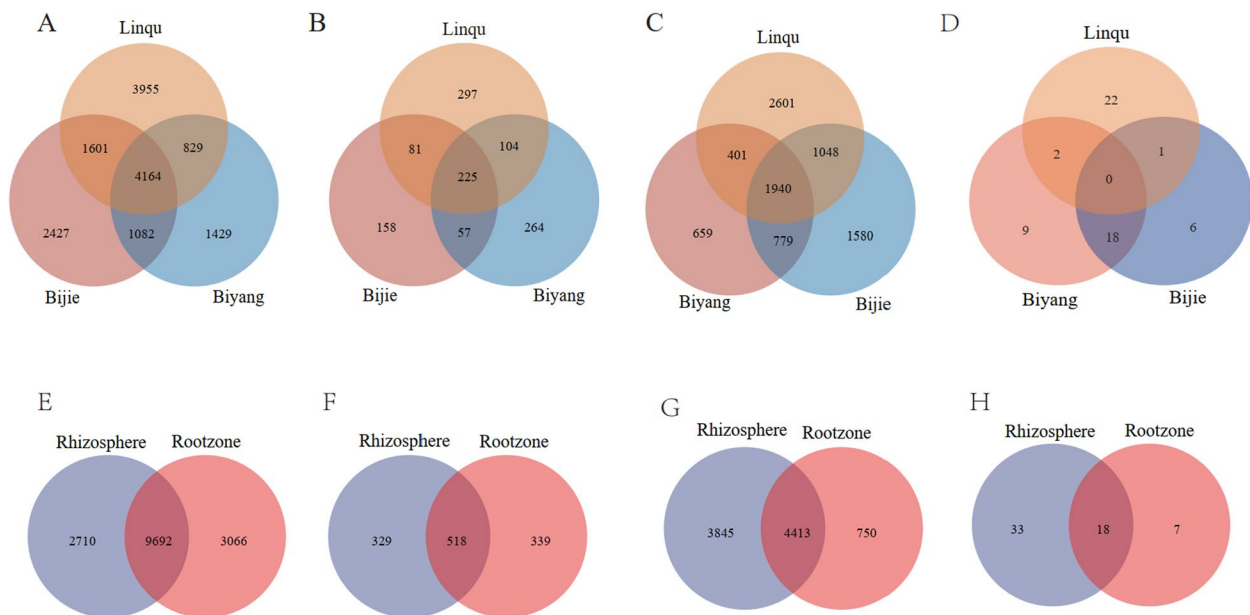 A
Linqu
3955
1601
829
4164
2427
1082
1429
Bijie
Biyang
B
Linqu
297
81
104
225
158
57
264
Bijie
Biyang
C
Linqu
2601
401
1048
1940
659
779
1580
Biyang
Bijie
D
Linqu
22
2
1
0
9
18
6
Biyang
Bijie
E
Rhizosphere Rootzone
2710 9692 3066
F
Rhizosphere Rootzone
329 518 339
G
Rhizosphere Rootzone
3845 4413 750
H
Rhizosphere Rootzone
33 18 7